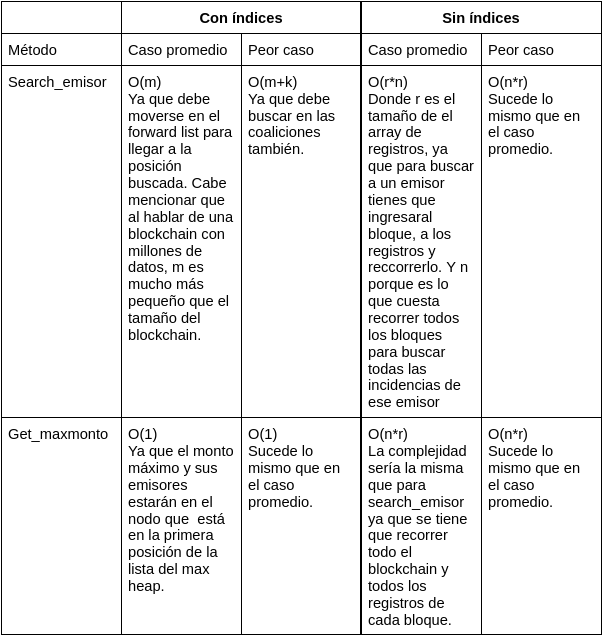 Con índices
Sin índices
Método
Caso promedio
Peor caso
Caso promedio
Peor caso
Search_emisor
O(m)
Ya que debe
moverse en el
forward list para
llegar a la
posición
buscada. Cabe
mencionar que
al hablar de una
blockchain con
millones de
datos, m es
mucho más
pequeño que el
tamaño del
blockchain.
O(m+k)
Ya que debe
buscar en las
coaliciones
también.
O(r*n)
Donde r es el
tamaño de el
array de
registros, ya
que para buscar
a un emisor
tienes que
ingresaral
bloque, a los
registros y
reccorrerlo. Y n
porque es lo
que cuesta
recorrer todos
los bloques
para buscar
todas las
incidencias de
ese emisor
O(n*r)
Sucede lo
mismo que en
el caso
promedio.
Get_maxmonto
O(1)
Ya que el monto
máximo y sus
emisores
estarán en el
nodo que  está
en la primera
posición de la
lista del max
heap.
O(1)
Sucede lo
mismo que en
el caso
promedio.
O(n*r)
La complejidad
sería la misma
que para
search_emisor
ya que se tiene
que recorrer
todo el
blockchain y
todos los
registros de
cada bloque.
O(n*r)
Sucede lo
mismo que en
el caso
promedio.